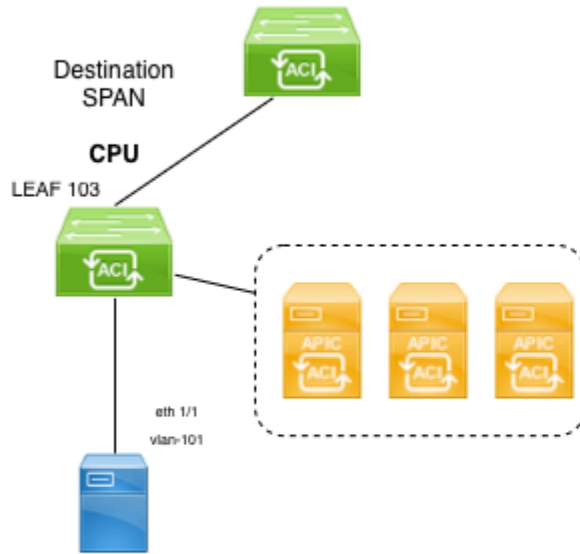 ACI
Destination
SPAN
CPU
LEAF 103
ACI
APIC
ACI
APIC
ACI
APIC
ACI
eth 1/1
vlan-101